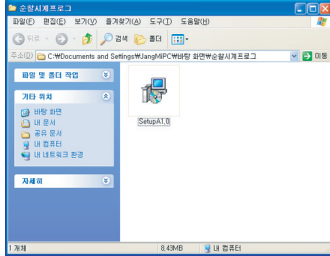 순찰시계프로그
파일(F) 편집(E) 보기(V) 즐겨찾기(A) 도구(T) 도움말(H)
뒤로 검색 폴더
주소(D) C:₩Documents and Settings₩JangMIPC₩바탕 화면₩순찰시계프로그 이동
파일 및 폴더 작업
기타 위치
바탕 화면
내 문서
공유 문서
내 컴퓨터
내 네트워크 환경
자세히
SetupA1.0
1 개체 8.43MB 내 컴퓨터